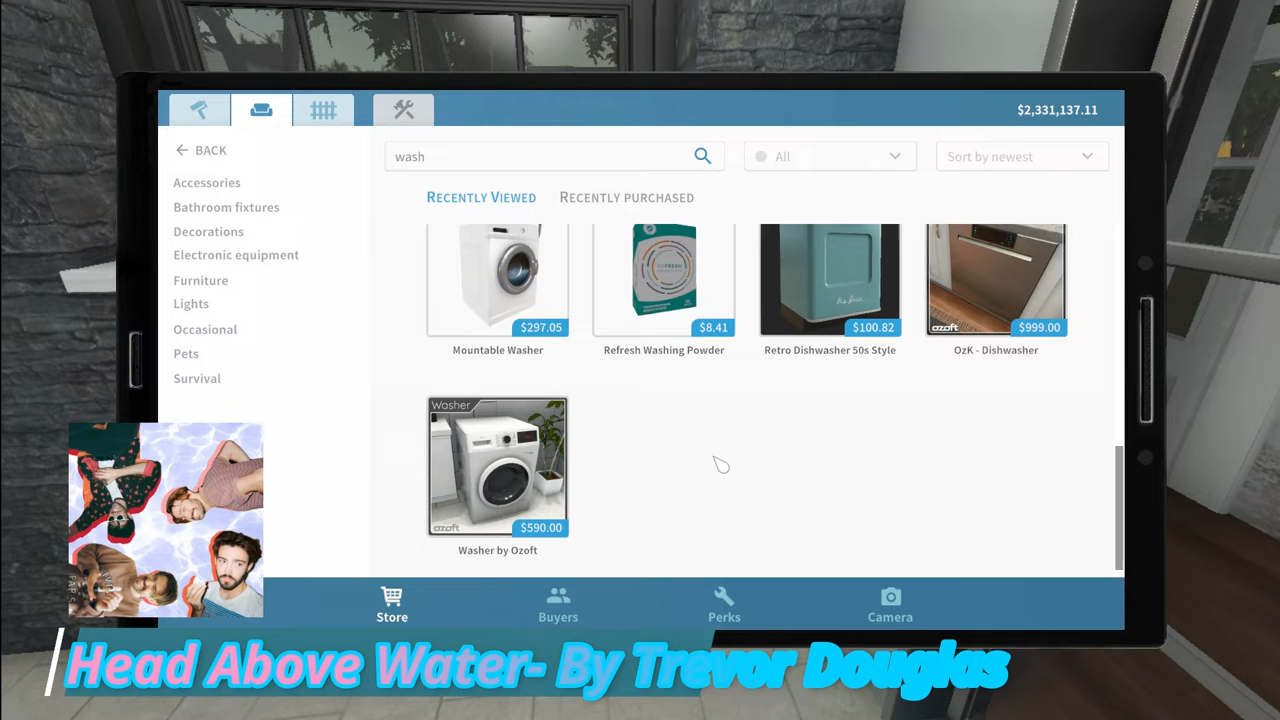 $2,331,137.11
BACK
wash
All
Sort by newest
Accessories
Bathroom fixtures
Decorations
Electronic equipment
Furniture
Lights
Occasional
Pets
Survival
RECENTLY VIEWED
RECENTLY PURCHASED
$297.05
$8.41
$100.82
ozoft
$999.00
Mountable Washer
Refresh Washing Powder
Retro Dishwasher 50s Style
OzK - Dishwasher
Washer
ozoft
$590.00
Washer by Ozoft
Store
Buyers
Perks
Camera
Head Above Water- By Trevor Douglas